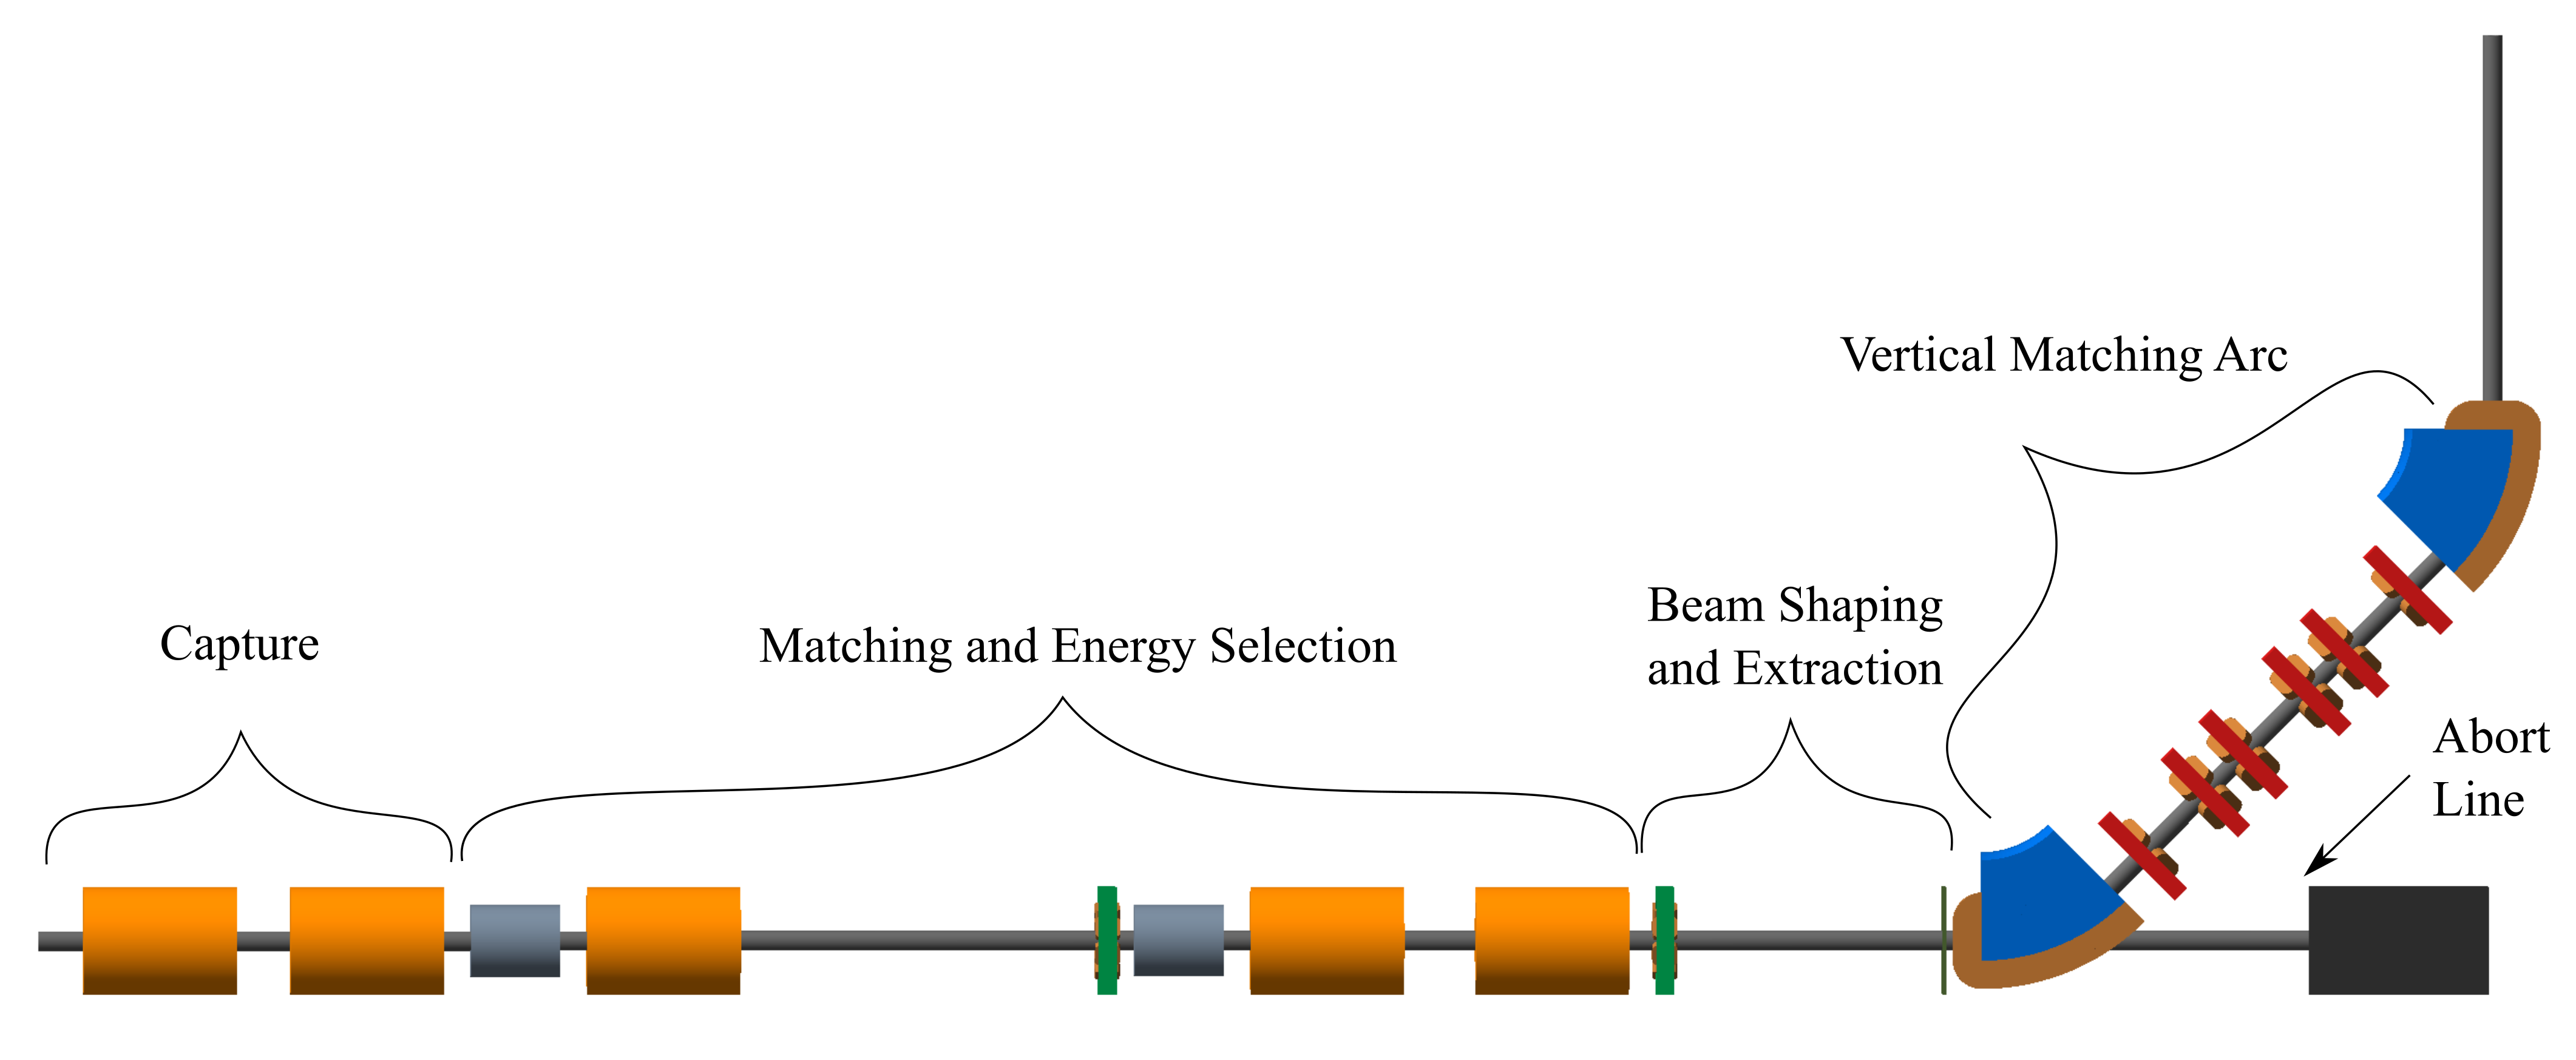 Capture
Matching and Energy Selection
Beam Shaping
and Extraction
Vertical Matching Arc
Abort
Line